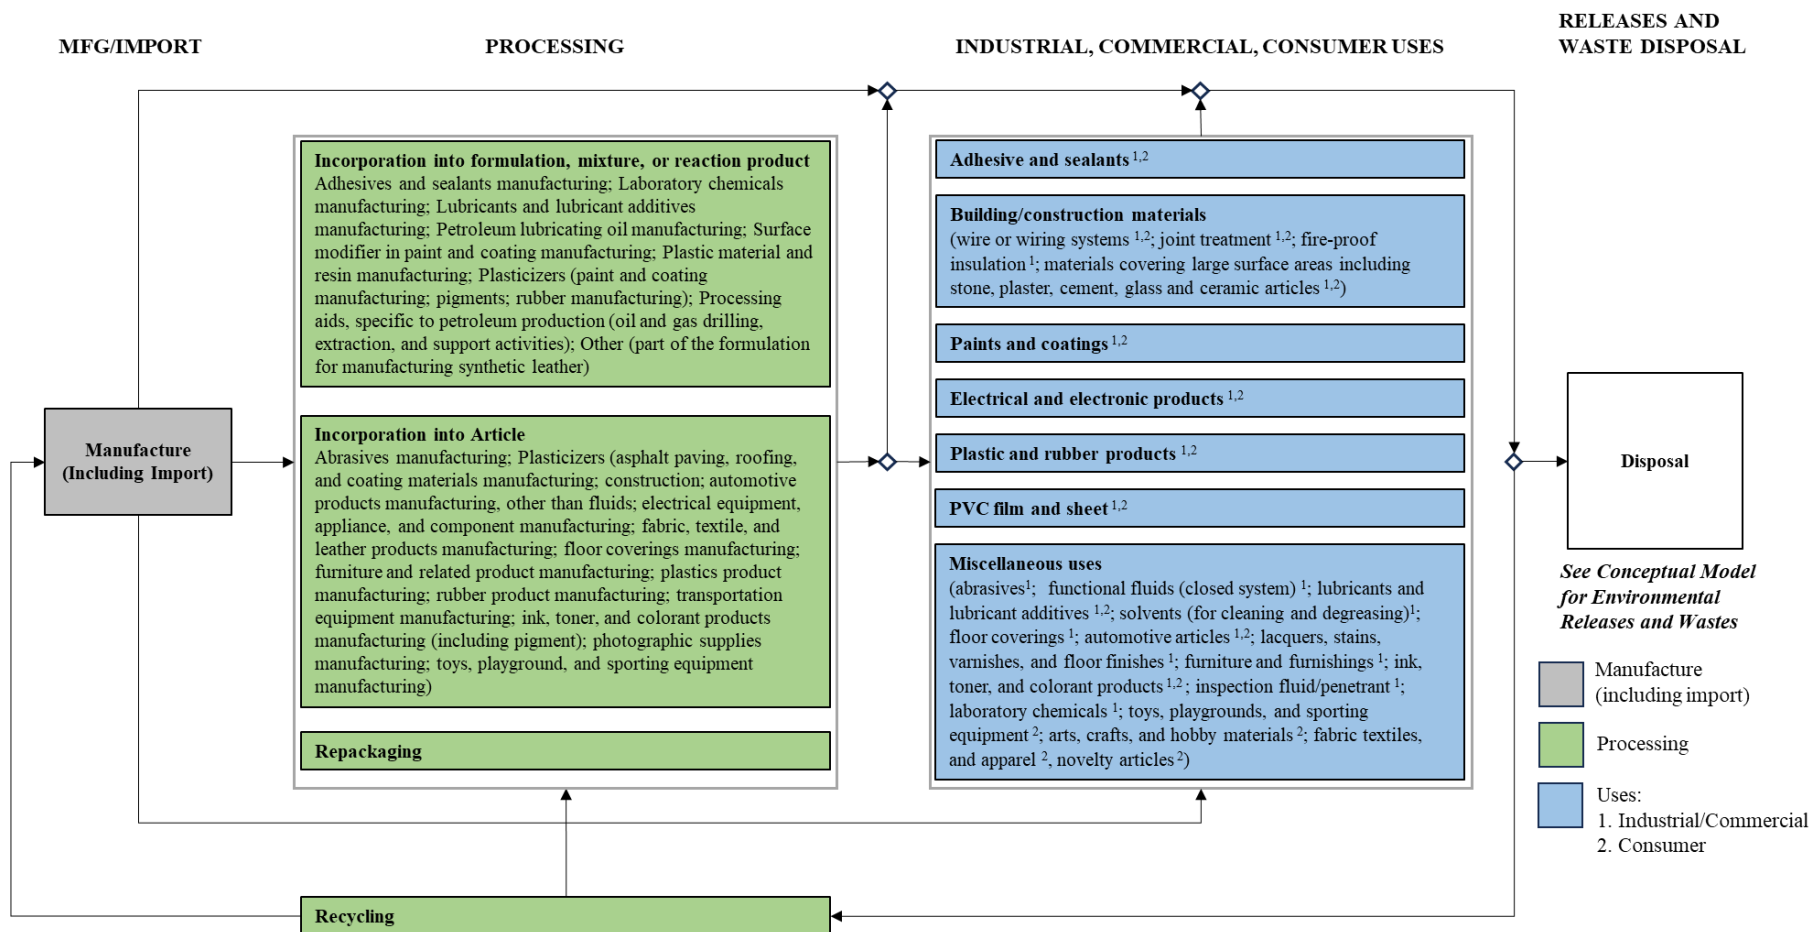 MFG/IMPORT
PROCESSING
INDUSTRIAL, COMMERCIAL, CONSUMER USES
RELEASES AND
WASTE DISPOSAL
Manufacture
(Including Import)
Incorporation into formulation, mixture, or reaction product
Adhesives and sealants manufacturing; Laboratory chemicals
manufacturing; Lubricants and lubricant additives
manufacturing; Petroleum lubricating oil manufacturing; Surface
modifier in paint and coating manufacturing; Plastic material and
resin manufacturing; Plasticizers (paint and coating
manufacturing; pigments; rubber manufacturing); Processing
aids, specific to petroleum production (oil and gas drilling,
extraction, and support activities); Other (part of the formulation
for manufacturing synthetic leather)
Incorporation into Article
Abrasives manufacturing; Plasticizers (asphalt paving, roofing,
and coating materials manufacturing; construction; automotive
products manufacturing, other than fluids; electrical equipment,
appliance, and component manufacturing; fabric, textile, and
leather products manufacturing; floor coverings manufacturing;
furniture and related product manufacturing; plastics product
manufacturing; rubber product manufacturing; transportation
equipment manufacturing; ink, toner, and colorant products
manufacturing (including pigment); photographic supplies
manufacturing; toys, playground, and sporting equipment
manufacturing)
Repackaging
Recycling
Adhesive and sealants 1,2
Building/construction materials
(wire or wiring systems 1,2; joint treatment 1,2; fire-proof
insulation 1; materials covering large surface areas including
stone, plaster, cement, glass and ceramic articles 1,2)
Paints and coatings 1,2
Electrical and electronic products 1,2
Plastic and rubber products 1,2
PVC film and sheet 1,2
Miscellaneous uses
(abrasives1; functional fluids (closed system) 1; lubricants and
lubricant additives 1,2; solvents (for cleaning and degreasing)1;
floor coverings 1; automotive articles 1,2; lacquers, stains,
varnishes, and floor finishes 1; furniture and furnishings 1; ink,
toner, and colorant products 1,2; inspection fluid/penetrant 1;
laboratory chemicals 1; toys, playgrounds, and sporting
equipment 2; arts, crafts, and hobby materials 2; fabric textiles,
and apparel 2, novelty articles 2)
Disposal
See Conceptual Model
for Environmental
Releases and Wastes
Manufacture
(including import)
Processing
Uses:
1. Industrial/Commercial
2. Consumer